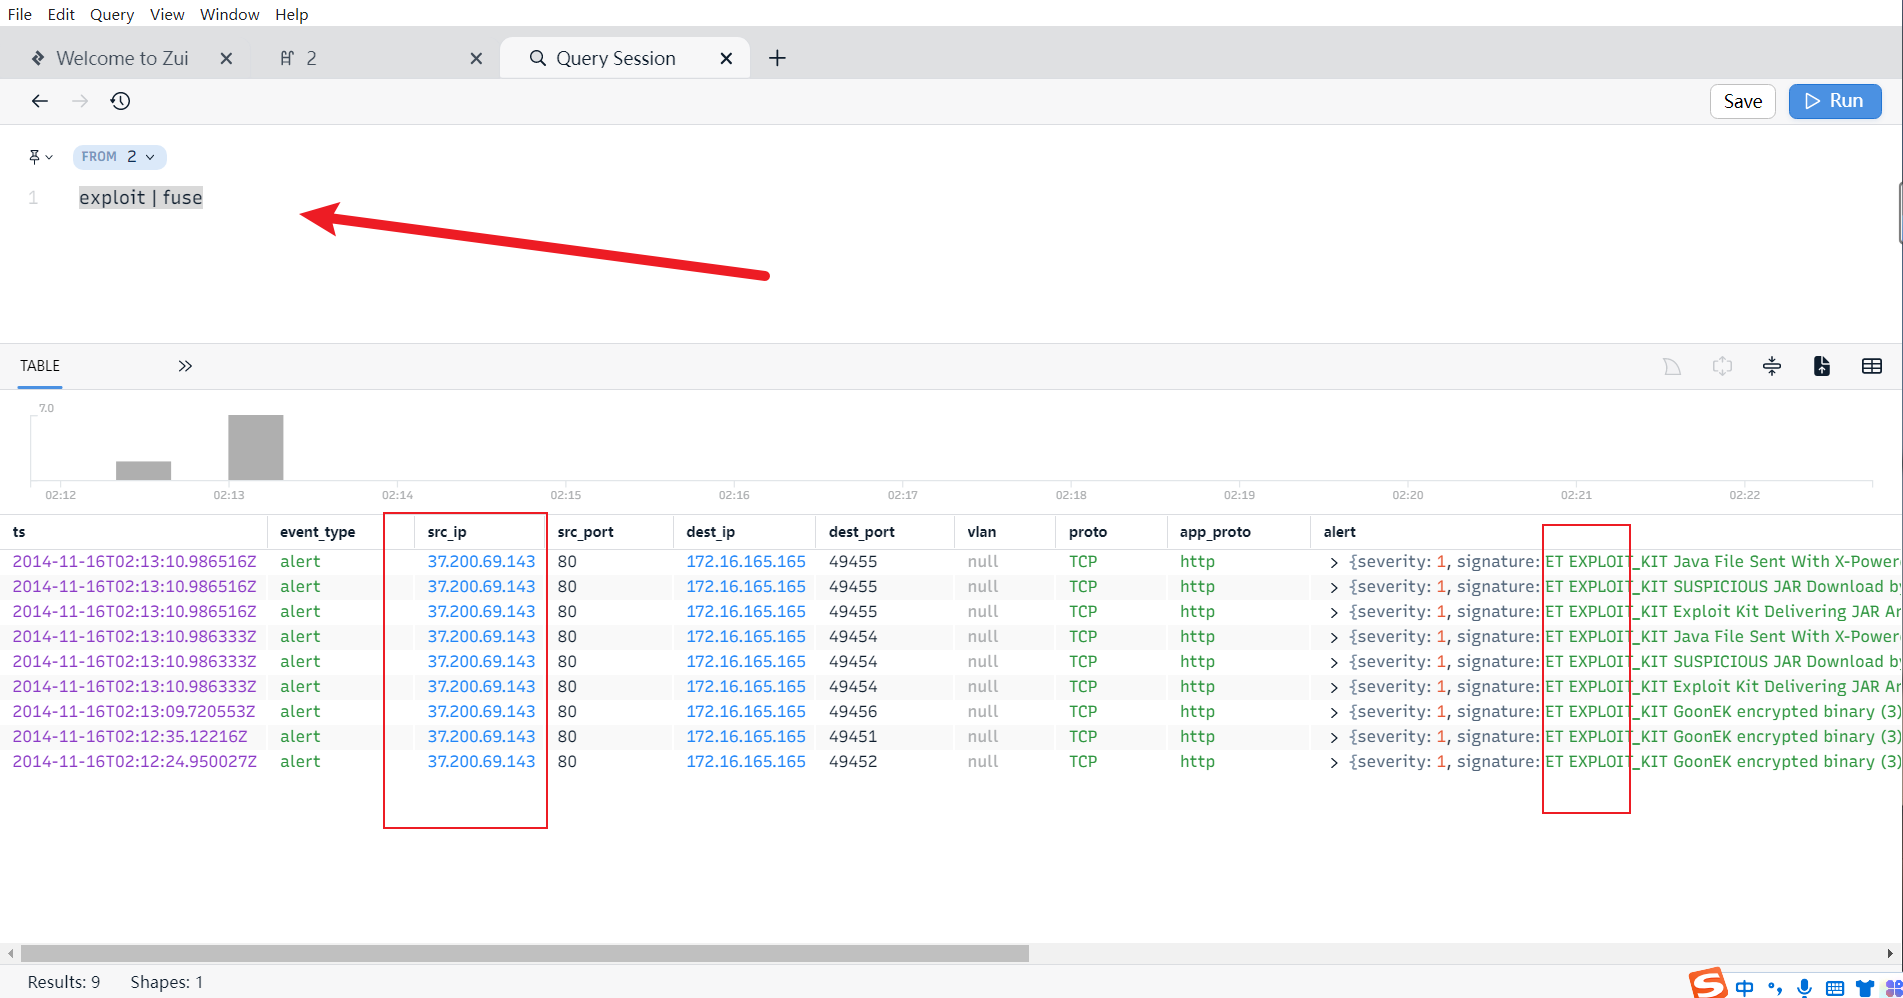 File Edit Query View Window Help
Welcome to Zui 2 Query Session
Save Run
FROM 2
1 exploit | fuse
TABLE
7.0
02:12 02:13 02:14 02:15 02:16 02:17 02:18 02:19 02:20 02:21 02:22
ts event_type src_ip src_port dest_ip dest_port vlan proto app_proto alert
2014-11-16T02:13:10.986516Z alert 37.200.69.143 80 172.16.165.165 49455 null TCP http > {severity: 1, signature: ET EXPLOIT_KIT Java File Sent With X-Power
2014-11-16T02:13:10.986516Z alert 37.200.69.143 80 172.16.165.165 49455 null TCP http > {severity: 1, signature: ET EXPLOIT_KIT SUSPICIOUS JAR Download by
2014-11-16T02:13:10.986516Z alert 37.200.69.143 80 172.16.165.165 49455 null TCP http > {severity: 1, signature: ET EXPLOIT_KIT Exploit Kit Delivering JAR Ar
2014-11-16T02:13:10.986333Z alert 37.200.69.143 80 172.16.165.165 49454 null TCP http > {severity: 1, signature: ET EXPLOIT_KIT Java File Sent With X-Power
2014-11-16T02:13:10.986333Z alert 37.200.69.143 80 172.16.165.165 49454 null TCP http > {severity: 1, signature: ET EXPLOIT_KIT SUSPICIOUS JAR Download by
2014-11-16T02:13:10.986333Z alert 37.200.69.143 80 172.16.165.165 49454 null TCP http > {severity: 1, signature: ET EXPLOIT_KIT Exploit Kit Delivering JAR Ar
2014-11-16T02:13:09.720553Z alert 37.200.69.143 80 172.16.165.165 49456 null TCP http > {severity: 1, signature: ET EXPLOIT_KIT GoonEK encrypted binary (3)
2014-11-16T02:12:35.12216Z alert 37.200.69.143 80 172.16.165.165 49451 null TCP http > {severity: 1, signature: ET EXPLOIT_KIT GoonEK encrypted binary (3)
2014-11-16T02:12:24.950027Z alert 37.200.69.143 80 172.16.165.165 49452 null TCP http > {severity: 1, signature: ET EXPLOIT_KIT GoonEK encrypted binary (3)
Results: 9 Shapes: 1
S 中